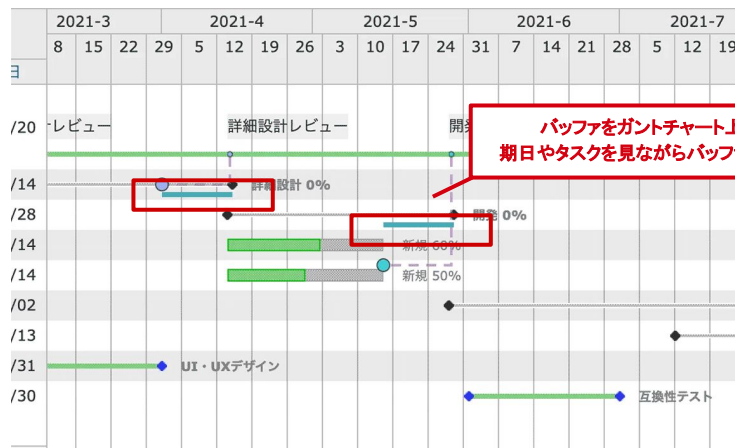 2021-3 2021-4 2021-5 2021-6 2021-7
8 15 22 29 5 12 19 26 3 10 17 24 31 7 14 21 28 5 12 19
日
/20 レビュー 詳細設計レビュー 開発
バッファをガントチャート上
期日やタスクを見ながらバッファ
/14 詳細設計 0%
/28 開発 0%
/14 新規 60%
/14 新規 50%
/02
/13
/31 UI・UXデザイン
/30 互換性テスト